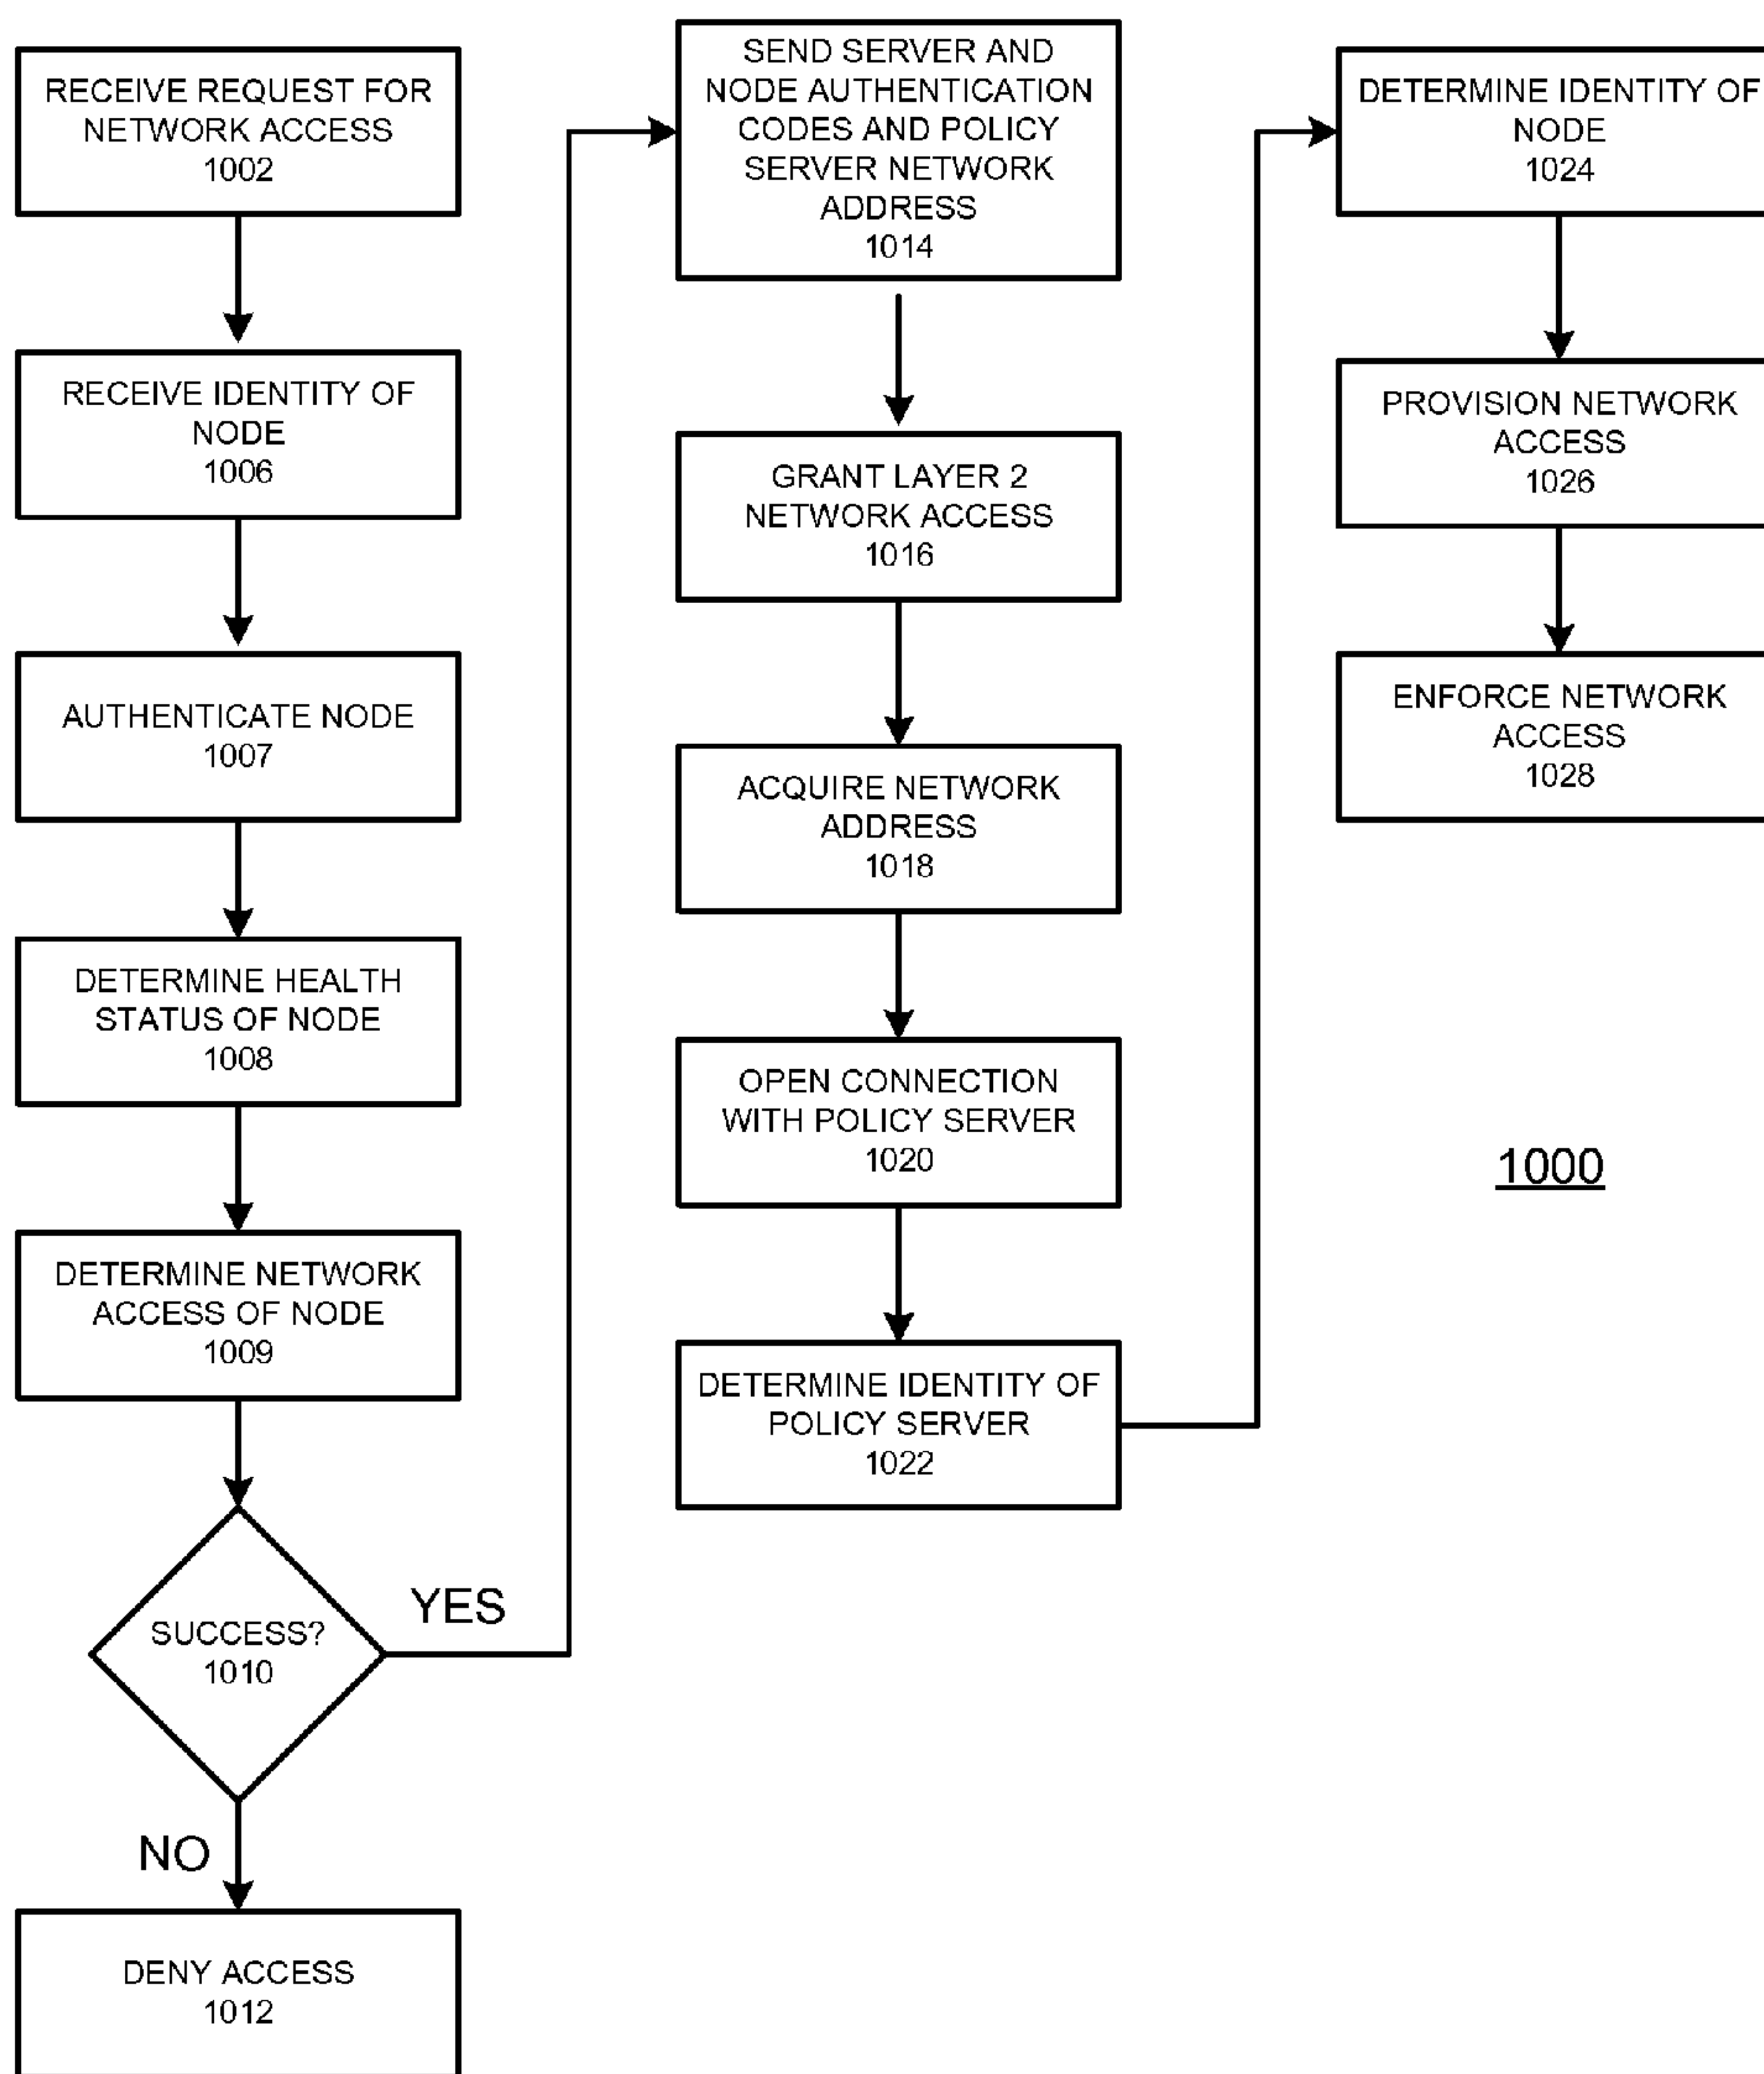 RECEIVE REQUEST FOR
NETWORK ACCESS
1002
RECEIVE IDENTITY OF
NODE
1006
AUTHENTICATE NODE
1007
DETERMINE HEALTH
STATUS OF NODE
1008
DETERMINE NETWORK
ACCESS OF NODE
1009
SUCCESS?
1010
YES
NO
DENY ACCESS
1012
SEND SERVER AND
NODE AUTHENTICATION
CODES AND POLICY
SERVER NETWORK
ADDRESS
1014
GRANT LAYER 2
NETWORK ACCESS
1016
ACQUIRE NETWORK
ADDRESS
1018
OPEN CONNECTION
WITH POLICY SERVER
1020
DETERMINE IDENTITY OF
POLICY SERVER
1022
DETERMINE IDENTITY OF
NODE
1024
PROVISION NETWORK
ACCESS
1026
ENFORCE NETWORK
ACCESS
1028
1000